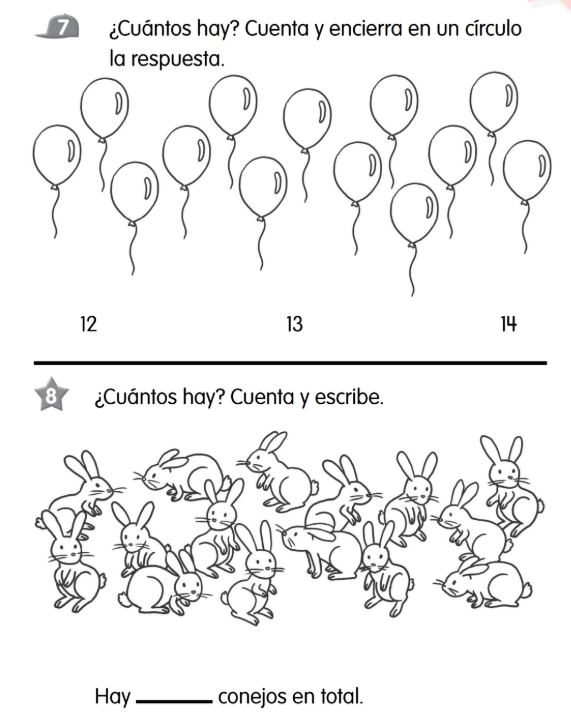 7 ¿Cuántos hay? Cuenta y encierra en un círculo
la respuesta.
12 13 14
8 ¿Cuántos hay? Cuenta y escribe.
Hay ______ conejos en total.